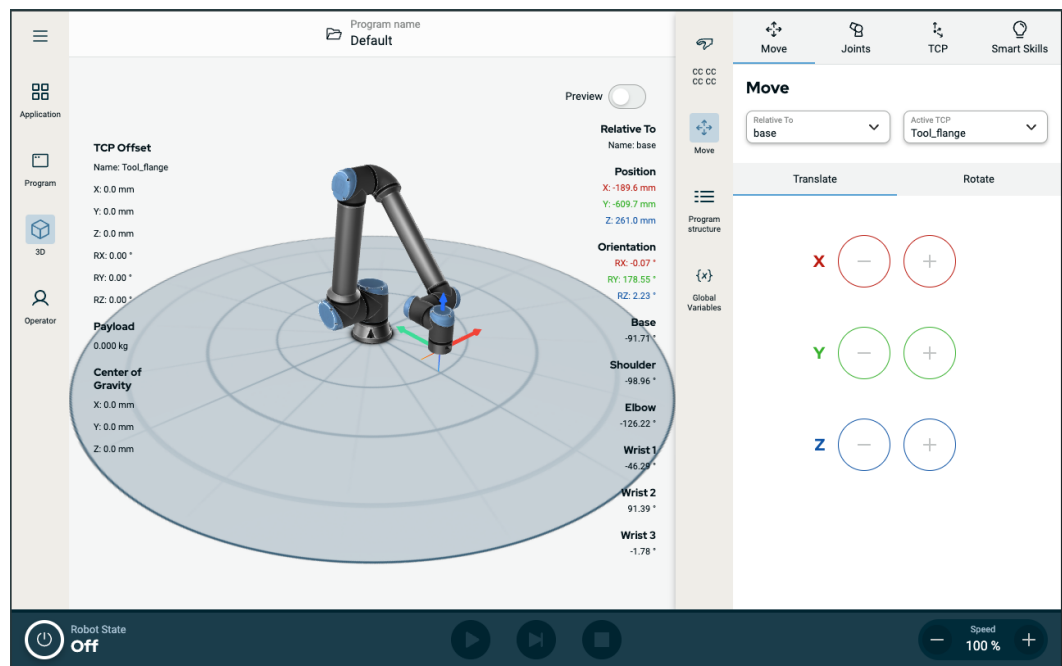 Program name
Default
Application
Program
3D
Operator
Preview
TCP Offset
Name: Tool_flange
X: 0.0 mm
Y: 0.0 mm
Z: 0.0 mm
RX: 0.00 °
RY: 0.00 °
RZ: 0.00 °
Payload
0.000 kg
Center of
Gravity
X: 0.0 mm
Y: 0.0 mm
Z: 0.0 mm
Relative To
Name: base
Position
X: -189.6 mm
Y: -609.7 mm
Z: 261.0 mm
Orientation
RX: -0.07 °
RY: 178.55 °
RZ: 2.23 °
Base
-91.71 °
Shoulder
-98.96 °
Elbow
-126.22 °
Wrist 1
-46.29 °
Wrist 2
91.39 °
Wrist 3
-1.78 °
CC CC
CC CC
Move
Program
structure
{x}
Global
Variables
Move
Joints
TCP
Smart Skills
Move
Relative To
base
Active TCP
Tool_flange
Translate
Rotate
X
Y
Z
Robot State
Off
Speed
100 %